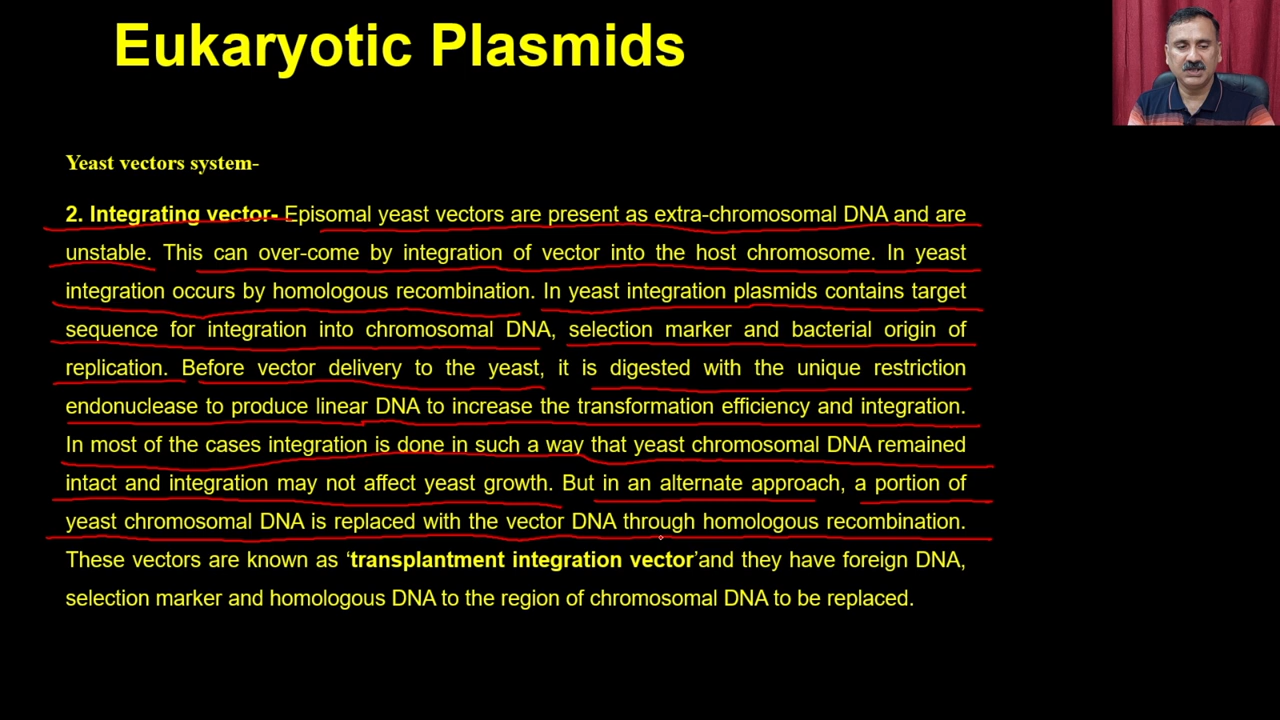 Eukaryotic Plasmids
Yeast vectors system-
2. Integrating vector- Episomal yeast vectors are present as extra-chromosomal DNA and are
unstable. This can over-come by integration of vector into the host chromosome. In yeast
integration occurs by homologous recombination. In yeast integration plasmids contains target
sequence for integration into chromosomal DNA, selection marker and bacterial origin of
replication. Before vector delivery to the yeast, it is digested with the unique restriction
endonuclease to produce linear DNA to increase the transformation efficiency and integration.
In most of the cases integration is done in such a way that yeast chromosomal DNA remained
intact and integration may not affect yeast growth. But in an alternate approach, a portion of
yeast chromosomal DNA is replaced with the vector DNA through homologous recombination.
These vectors are known as ‘transplantment integration vector’and they have foreign DNA,
selection marker and homologous DNA to the region of chromosomal DNA to be replaced.